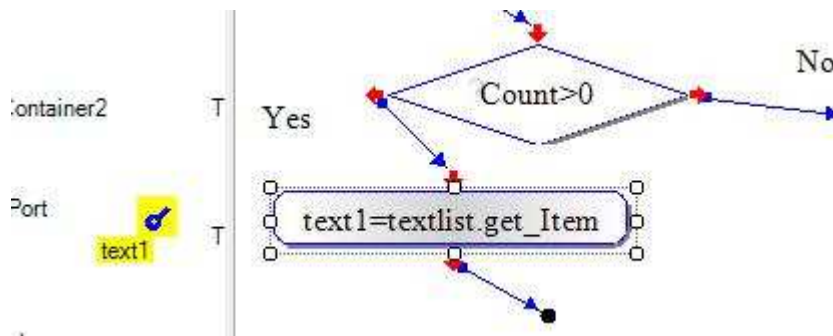 No
Count>0
Container2
T
Yes
Port
text1=textlist.get_Item
T
text1